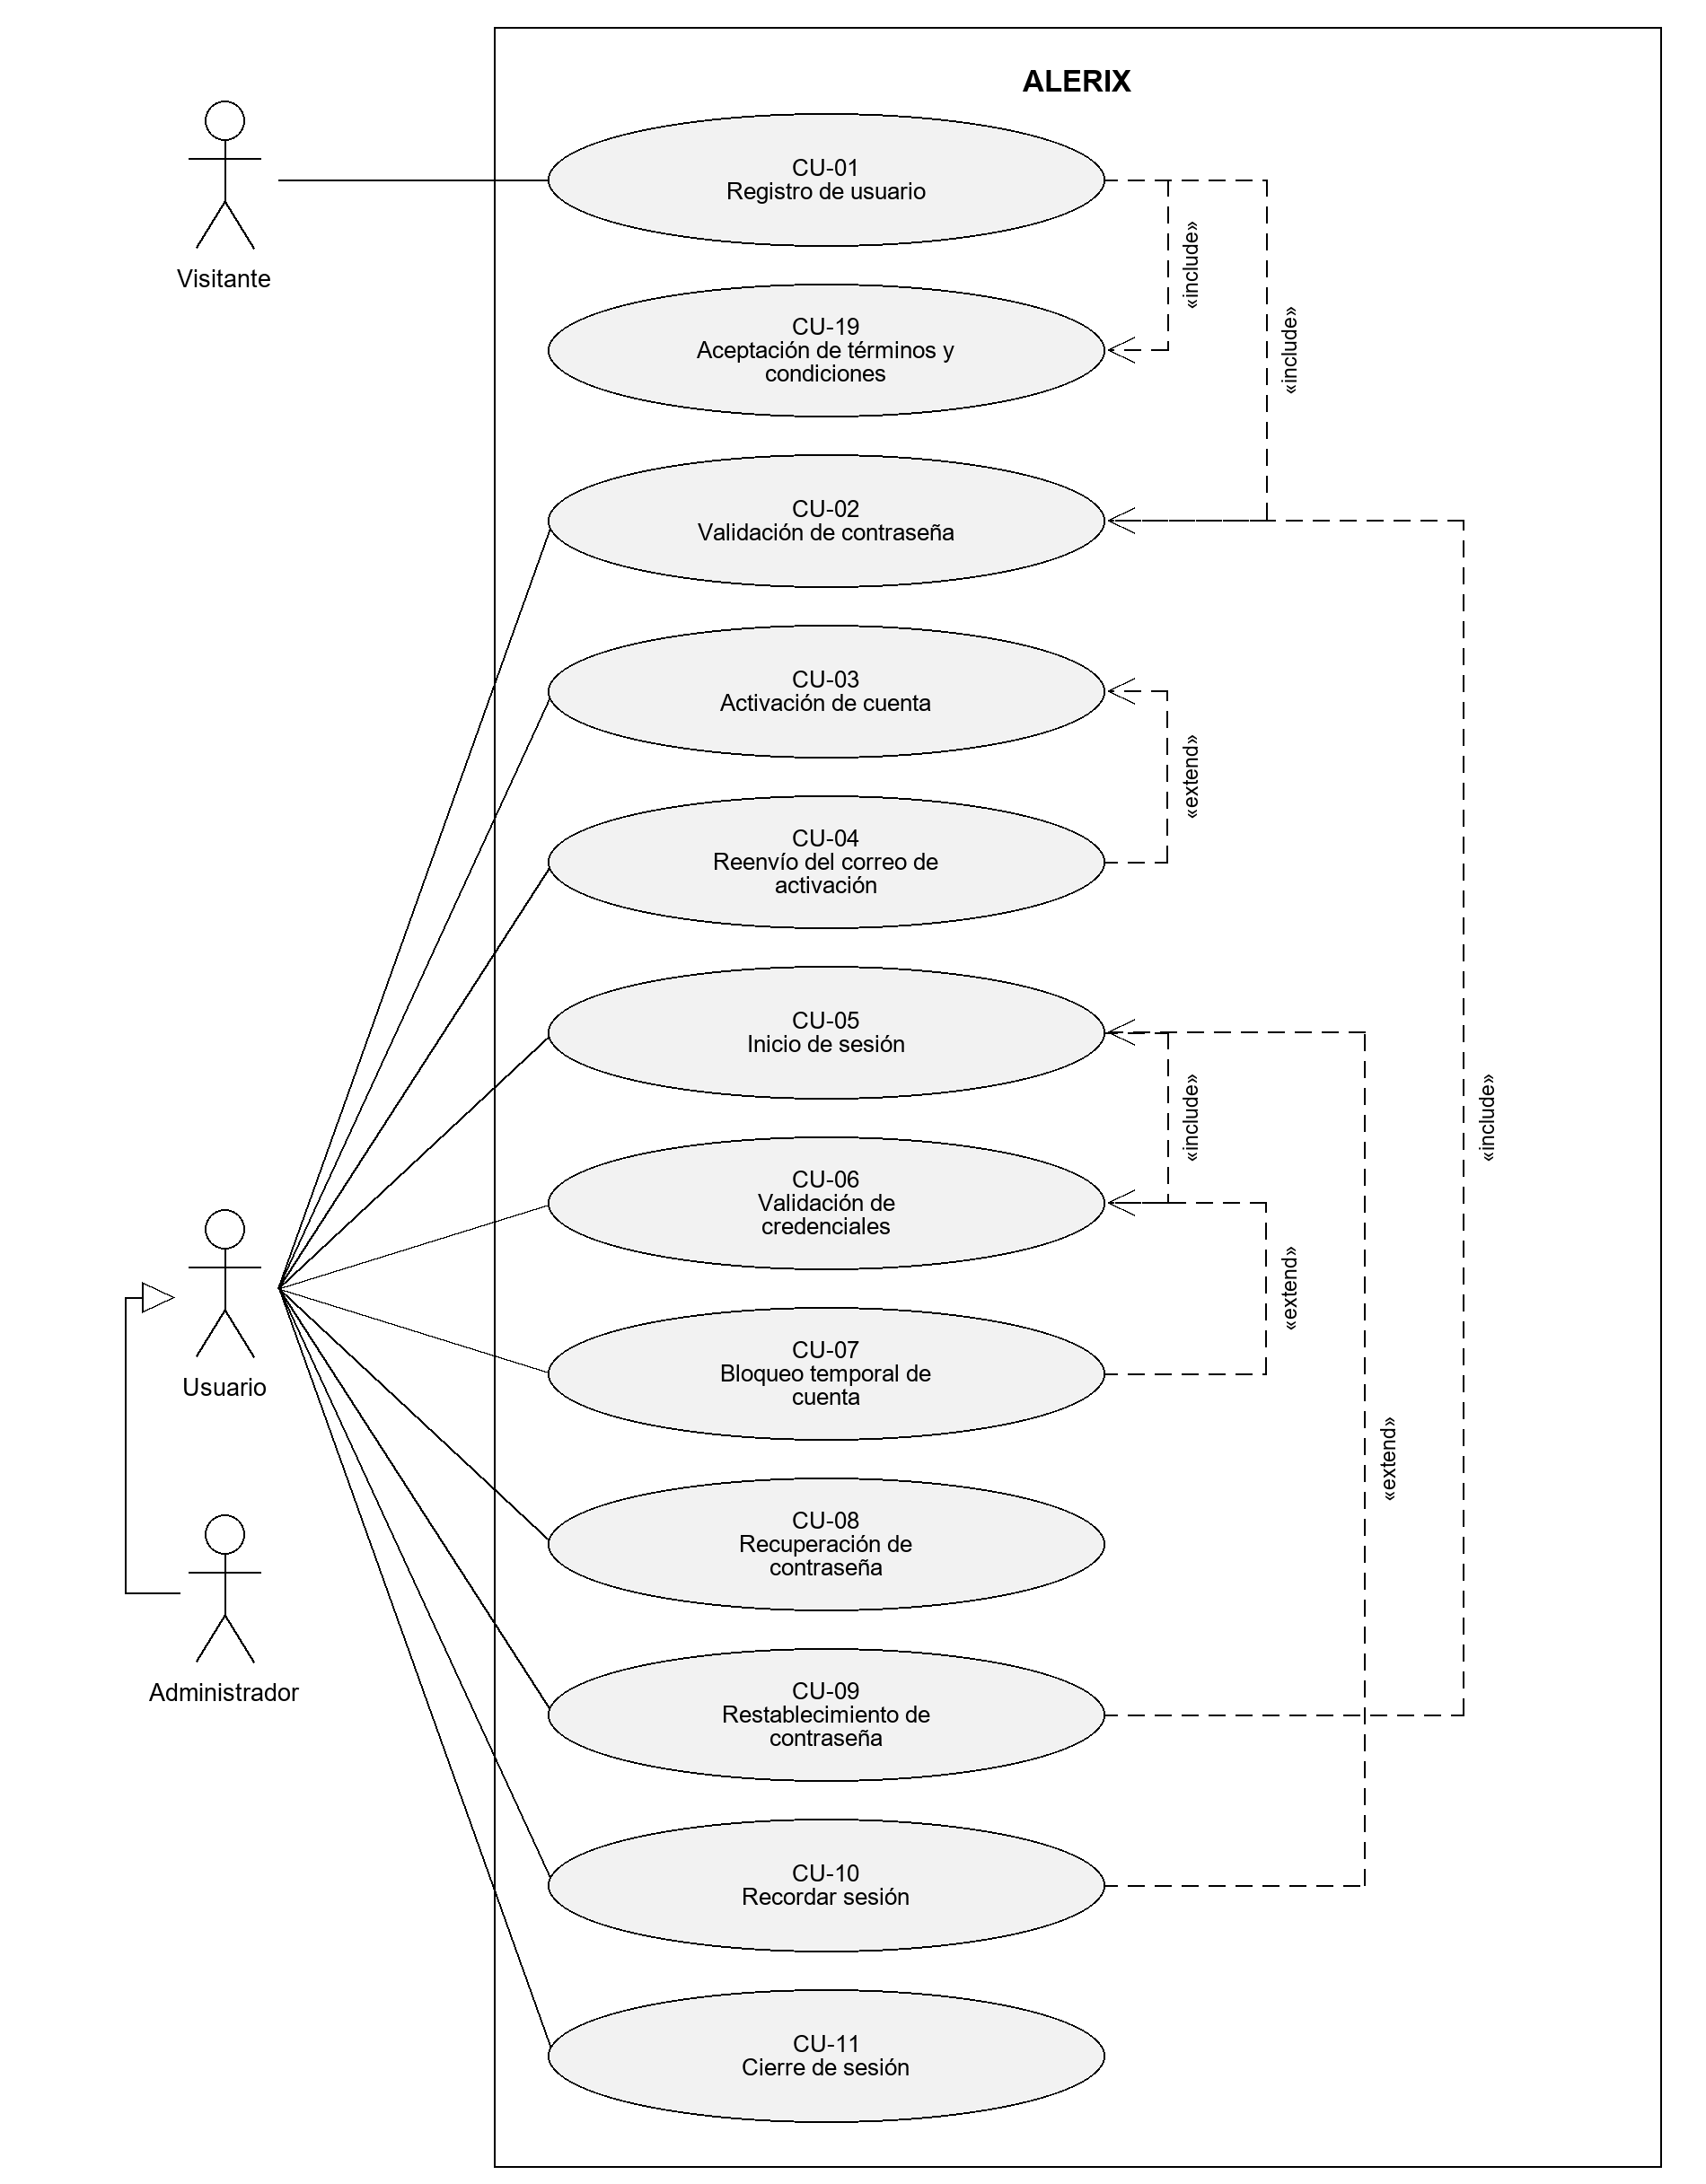 ALERIX
Visitante
CU-01
Registro de usuario
«include»
«include»
CU-19
Aceptación de términos y
condiciones
CU-02
Validación de contraseña
CU-03
Activación de cuenta
«extend»
CU-04
Reenvío del correo de
activación
CU-05
Inicio de sesión
«include»
«include»
CU-06
Validación de
credenciales
«extend»
Usuario
CU-07
Bloqueo temporal de
cuenta
«extend»
CU-08
Recuperación de
contraseña
Administrador
CU-09
Restablecimiento de
contraseña
CU-10
Recordar sesión
CU-11
Cierre de sesión